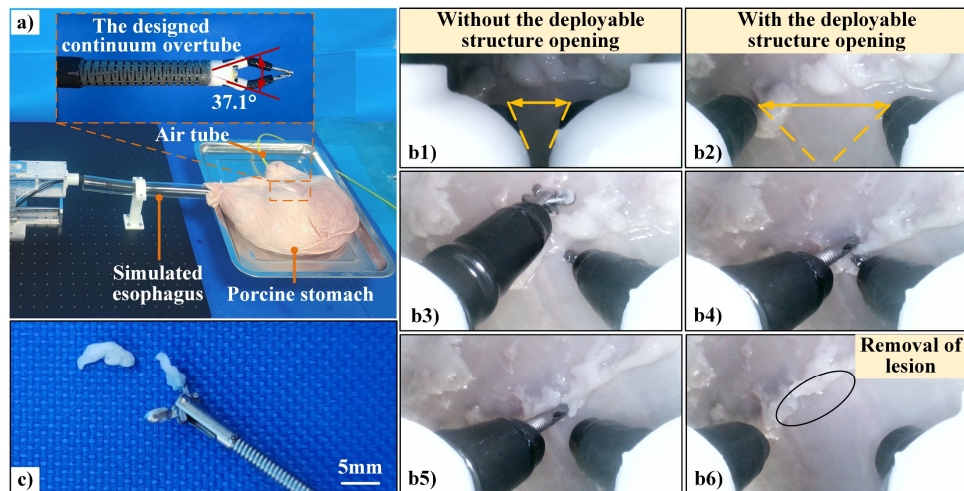 a)
The designed
continuum overtube
37.1°
Air tube
Simulated
esophagus
Porcine stomach
c)
5mm
Without the deployable
structure opening
b1)
With the deployable
structure opening
b2)
b3)
b4)
b5)
Removal of
lesion
b6)